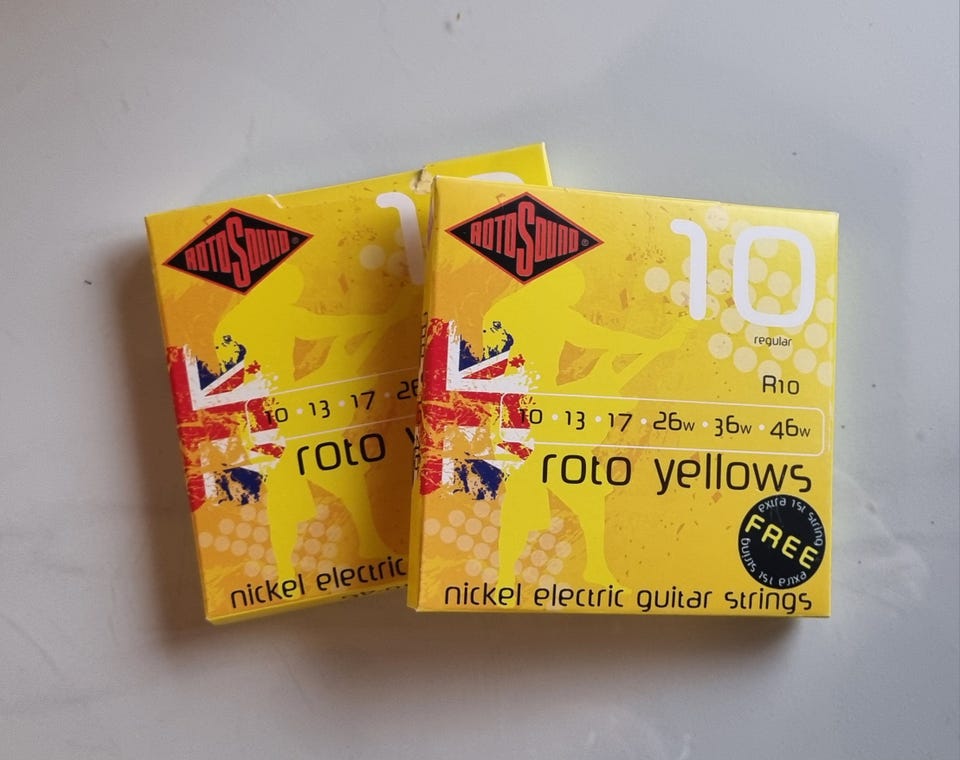 ROTOSOUND®
10 · 13 · 17 · 26
roto
nickel electric
ROTOSOUND®
10
regular
R10
10 · 13 · 17 · 26w · 36w · 46w
roto yellows
extra 1st string
FREE
extra 1st string
nickel electric guitar strings